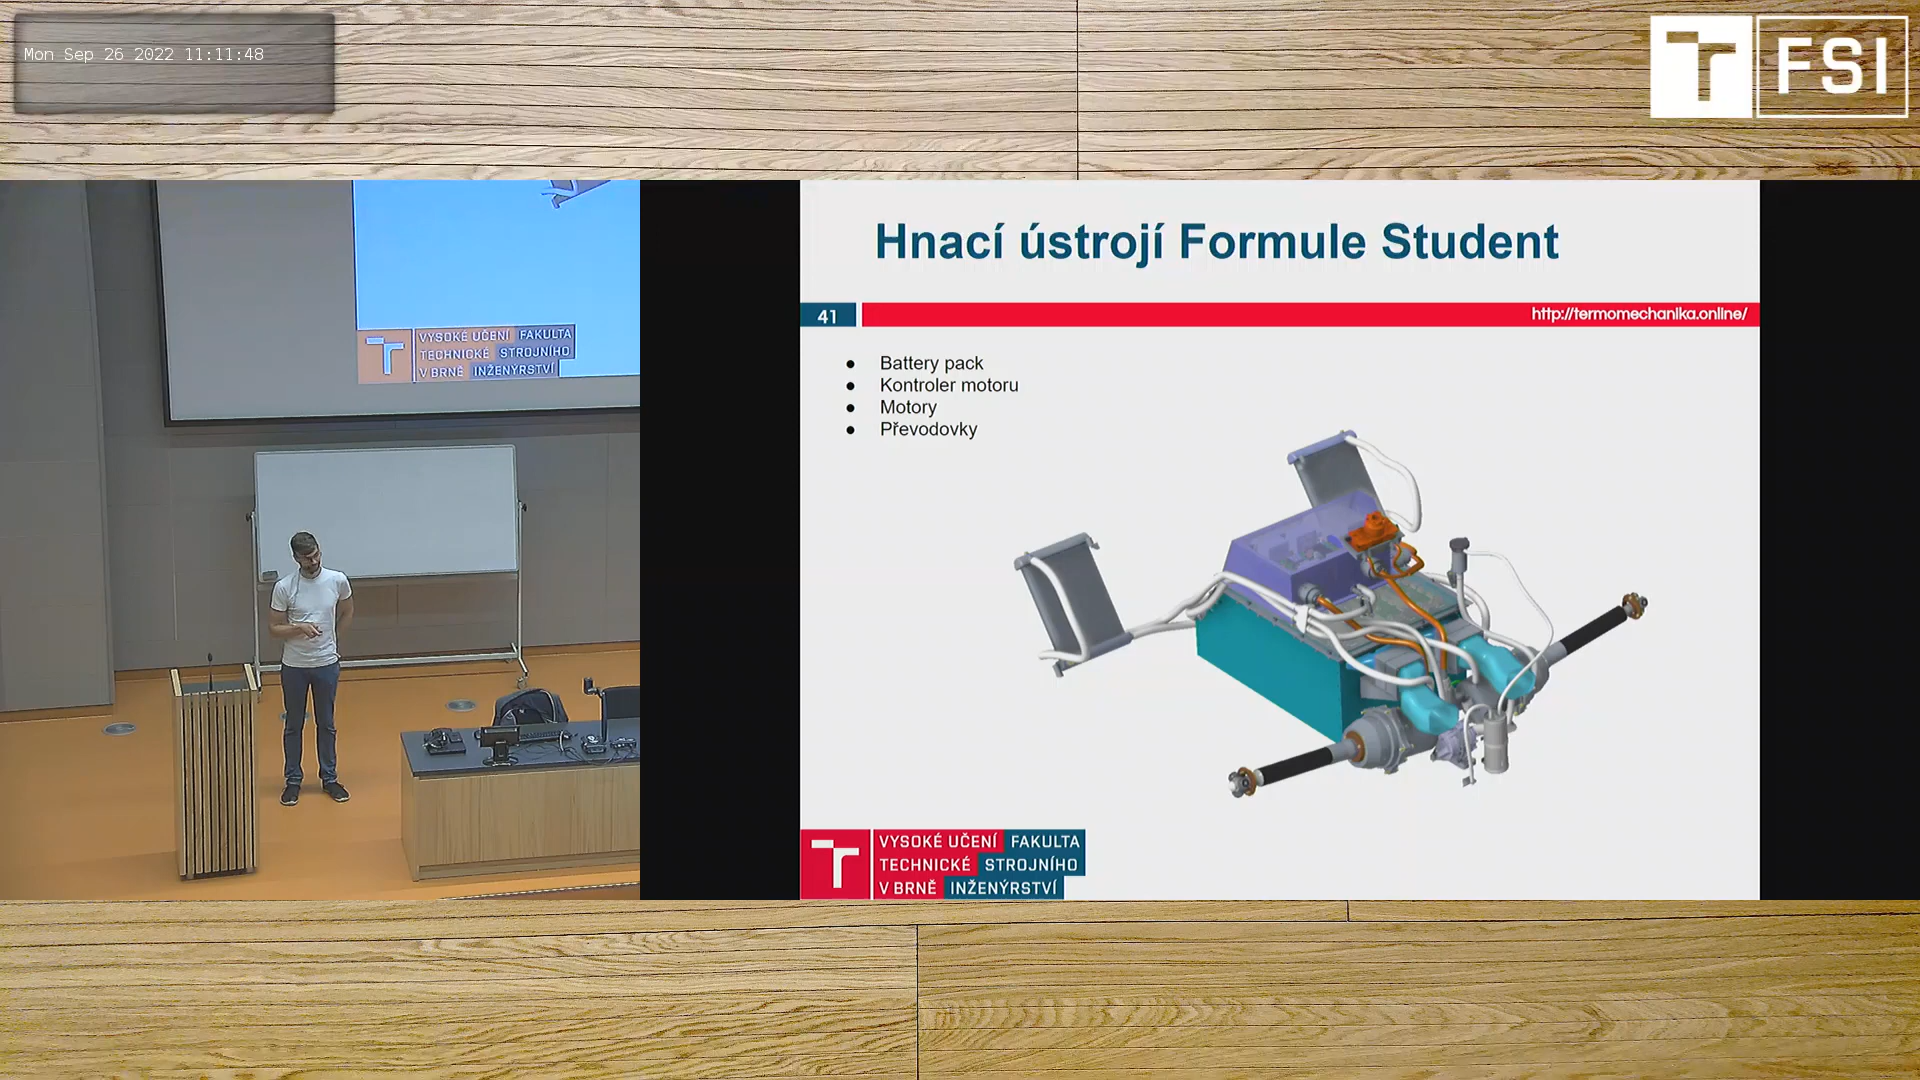 Mon Sep 26 2022 11:11:48
FSI
VYSOKÉ UČENÍ FAKULTA
TECHNICKÉ STROJNÍHO
V BRNĚ INŽENÝRSTVÍ
Hnací ústrojí Formule Student
41
http://termomechanika.online/
● Battery pack
● Kontroler motoru
● Motory
● Převodovky
VYSOKÉ UČENÍ FAKULTA
TECHNICKÉ STROJNÍHO
V BRNĚ INŽENÝRSTVÍ